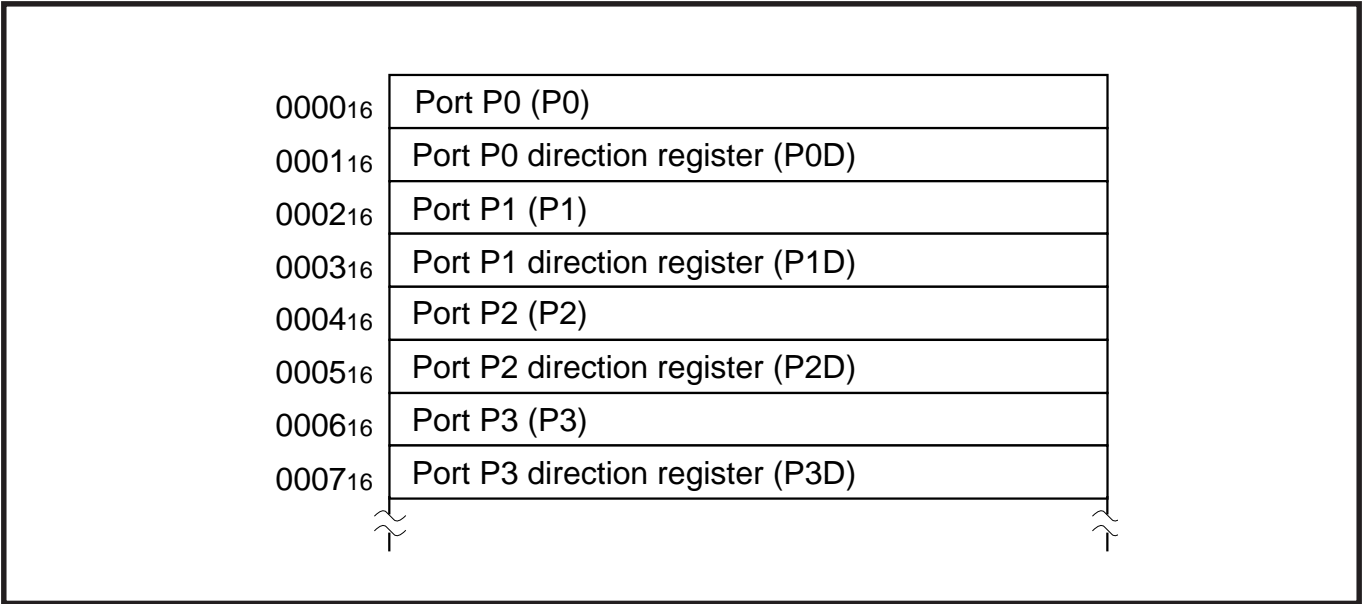 000016 Port P0 (P0)
000116 Port P0 direction register (P0D)
000216 Port P1 (P1)
000316 Port P1 direction register (P1D)
000416 Port P2 (P2)
000516 Port P2 direction register (P2D)
000616 Port P3 (P3)
000716 Port P3 direction register (P3D)